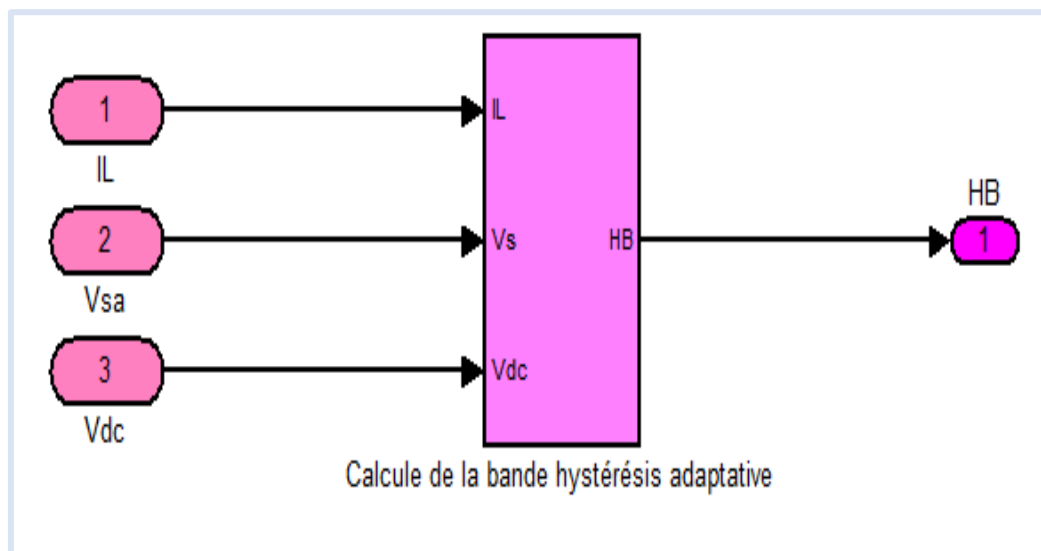 1
IL
IL
2
Vsa
Vs
3
Vdc
Vdc
HB
HB
1
Calcule de la bande hystérésis adaptative